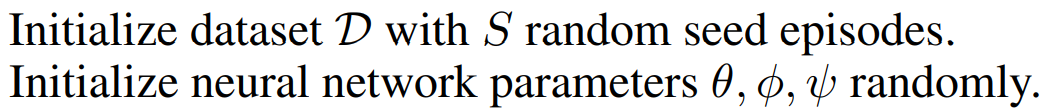 Initialize dataset 𝒟 with S random seed episodes.
Initialize neural network parameters θ, ϕ, ψ randomly.